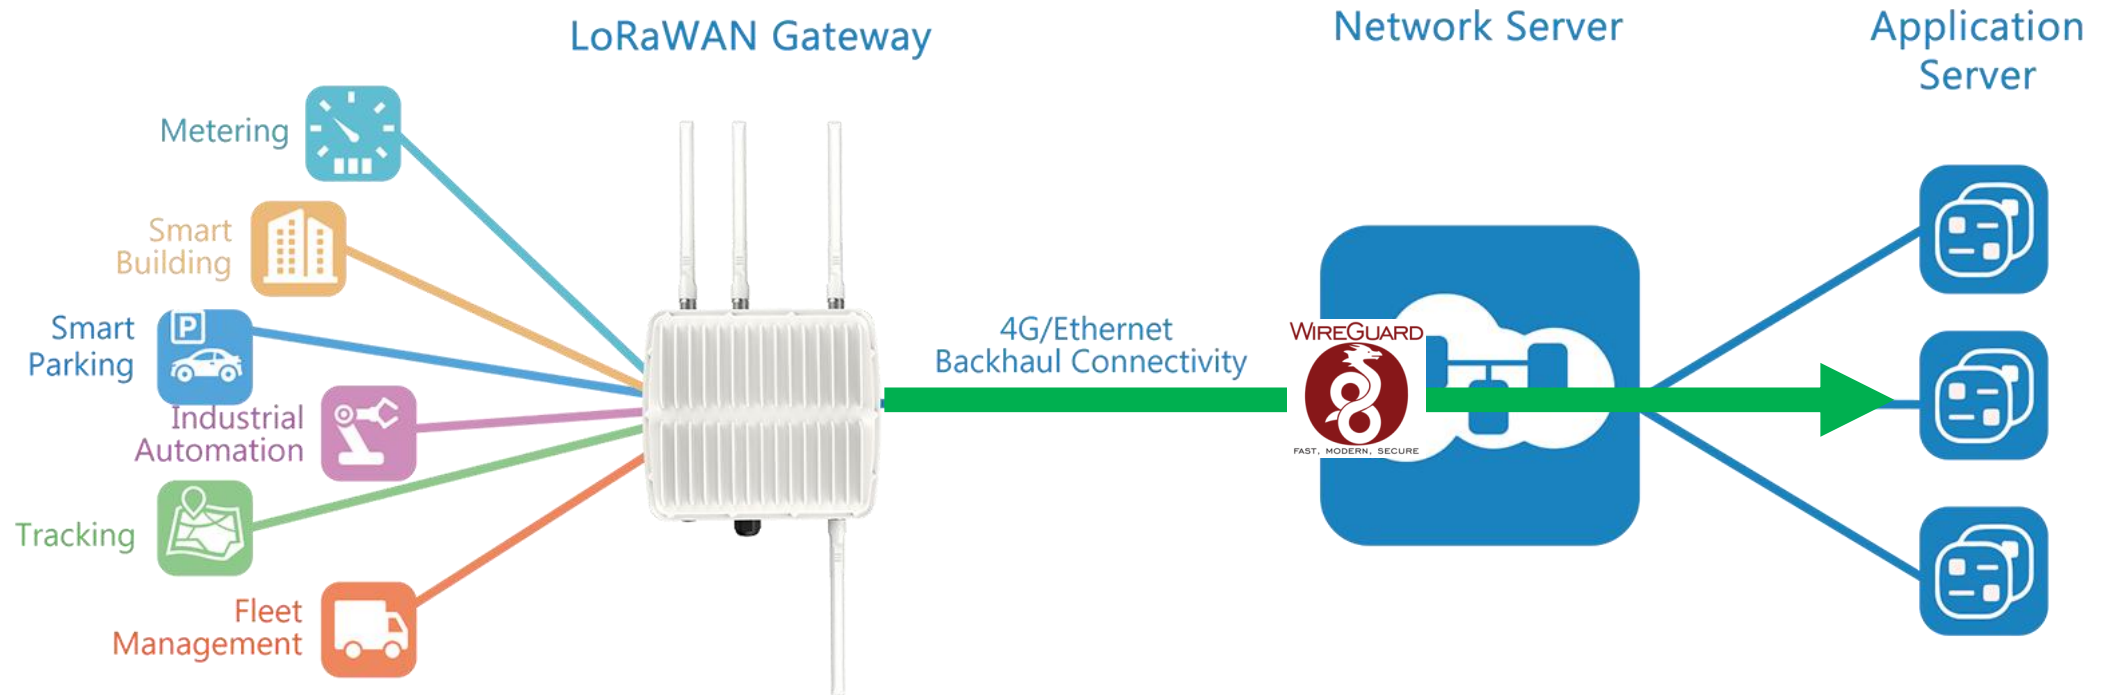 LoRaWAN Gateway
Network Server
Application
Server
Metering
Smart
Building
Smart
Parking
P
Industrial
Automation
Tracking
Fleet
Management
4G/Ethernet
Backhaul Connectivity
WIREGUARD
FAST, MODERN, SECURE